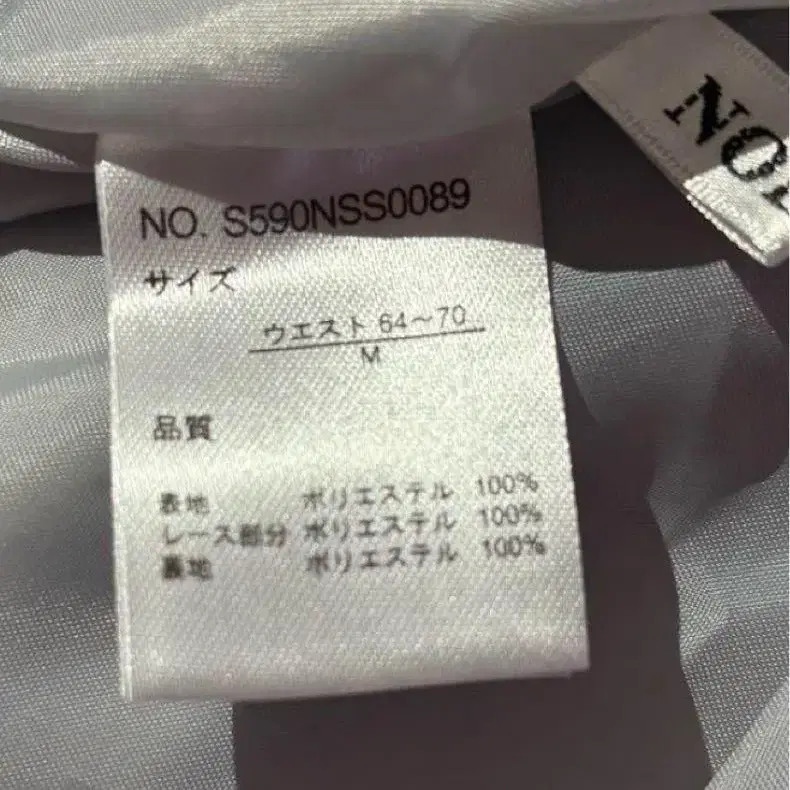 NO. S590NSS0089
サイズ
ウエスト 64～70
M
品質
表地 ポリエステル 100%
レース部分 ポリエステル 100%
裏地 ポリエステル 100%